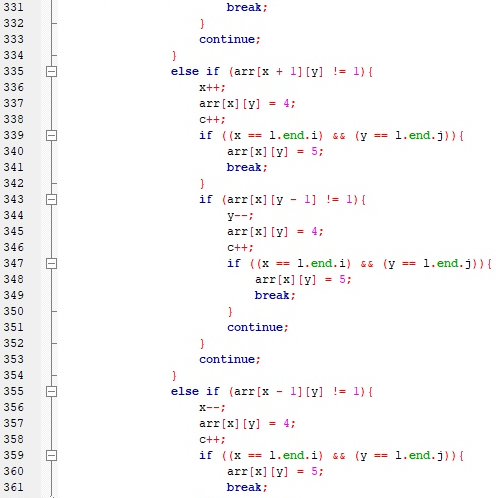 331 break;
332 }
333 continue;
334 }
335 else if (arr[x + 1][y] != 1){
336 x++;
337 arr[x][y] = 4;
338 c++;
339 if ((x == l.end.i) && (y == l.end.j)){
340 arr[x][y] = 5;
341 break;
342 }
343 if (arr[x][y - 1] != 1){
344 y--;
345 arr[x][y] = 4;
346 c++;
347 if ((x == l.end.i) && (y == l.end.j)){
348 arr[x][y] = 5;
349 break;
350 }
351 continue;
352 }
353 continue;
354 }
355 else if (arr[x - 1][y] != 1){
356 x--;
357 arr[x][y] = 4;
358 c++;
359 if ((x == l.end.i) && (y == l.end.j)){
360 arr[x][y] = 5;
361 break;